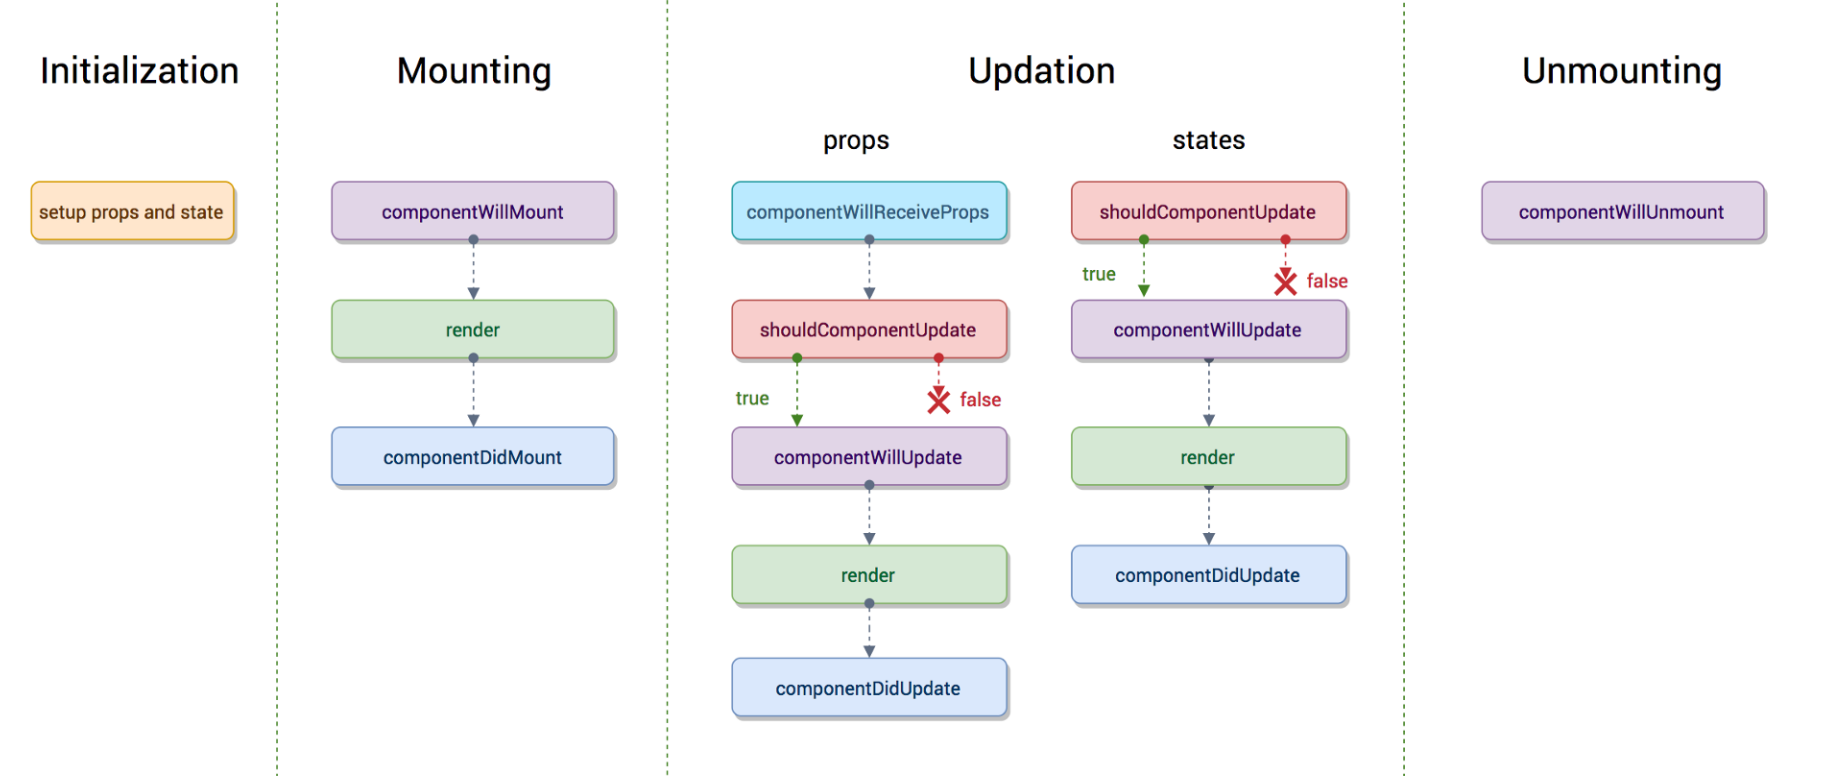 Initialization
Mounting
Updation
Unmounting
props
states
setup props and state
componentWillMount
componentWillReceiveProps
shouldComponentUpdate
componentWillUnmount
true
false
render
shouldComponentUpdate
componentWillUpdate
true
false
componentDidMount
componentWillUpdate
render
render
componentDidUpdate
componentDidUpdate